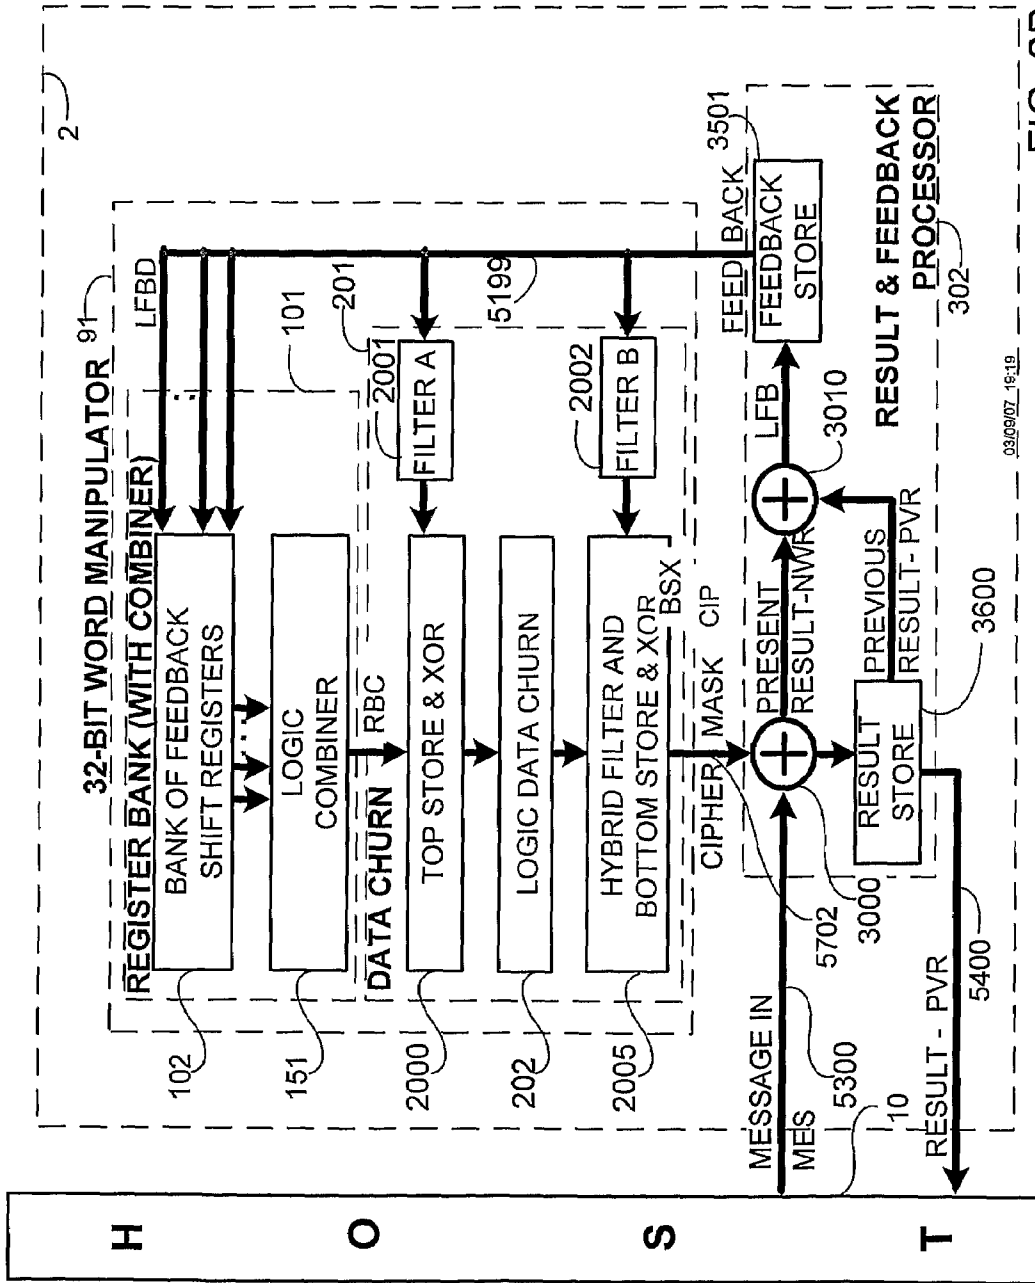 2
32-BIT WORD MANIPULATOR 91
REGISTER BANK (WITH COMBINER)
LFBD
BANK OF FEEDBACK
SHIFT REGISTERS
102
101
LOGIC
COMBINER
151
RBC
201
DATA CHURN
2001
FILTER A
TOP STORE & XOR
2000
5199
LOGIC DATA CHURN
202
2002
FILTER B
HYBRID FILTER AND
BOTTOM STORE & XOR
2005
BSX
CIPHER MASK CIP
5702
FEED BACK
3501
FEEDBACK
STORE
MESSAGE IN
MES
5300
3000
PRESENT
RESULT-NWR
LFB
3010
RESULT
STORE
3600
PREVIOUS
RESULT- PVR
RESULT & FEEDBACK
PROCESSOR
302
RESULT - PVR
5400
10
H O S T
03/09/07 19:19
FIG.